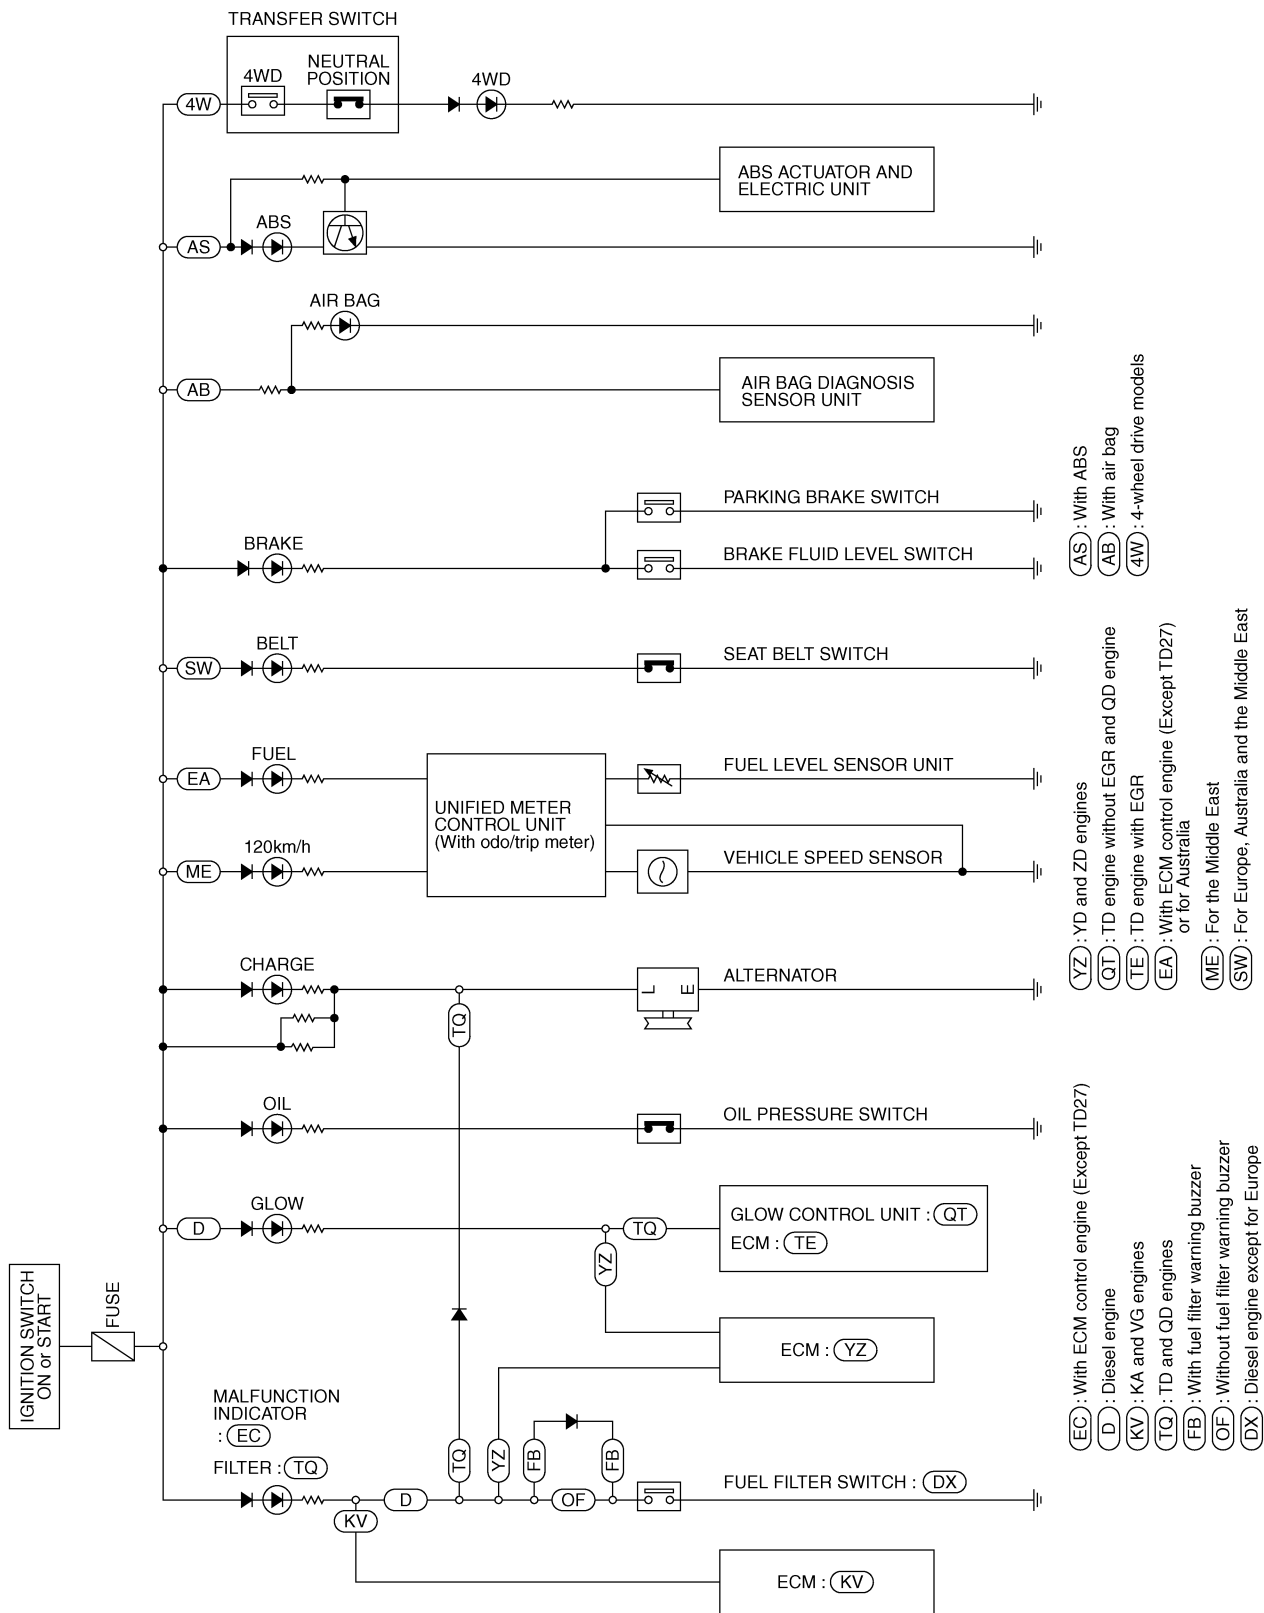 TRANSFER SWITCH
4WD
NEUTRAL
POSITION
4WD
4W
ABS ACTUATOR AND
ELECTRIC UNIT
ABS
AS
AIR BAG
AB
AIR BAG DIAGNOSIS
SENSOR UNIT
PARKING BRAKE SWITCH
BRAKE
BRAKE FLUID LEVEL SWITCH
BELT
SW
SEAT BELT SWITCH
FUEL
EA
FUEL LEVEL SENSOR UNIT
UNIFIED METER
CONTROL UNIT
(With odo/trip meter)
120km/h
ME
VEHICLE SPEED SENSOR
CHARGE
L
E
ALTERNATOR
TQ
OIL
OIL PRESSURE SWITCH
GLOW
D
TQ
GLOW CONTROL UNIT : QT
ECM : TE
YZ
IGNITION SWITCH
ON or START
FUSE
ECM : YZ
MALFUNCTION
INDICATOR
: EC
FILTER : TQ
TQ
YZ
FB
FB
D
OF
FUEL FILTER SWITCH : DX
KV
ECM : KV
AS : With ABS
AB : With air bag
4W : 4-wheel drive models
YZ : YD and ZD engines
QT : TD engine without EGR and QD engine
TE : TD engine with EGR
EA : With ECM control engine (Except TD27)
or for Australia
ME : For the Middle East
SW : For Europe, Australia and the Middle East
EC : With ECM control engine (Except TD27)
D : Diesel engine
KV : KA and VG engines
TQ : TD and QD engines
FB : With fuel filter warning buzzer
OF : Without fuel filter warning buzzer
DX : Diesel engine except for Europe